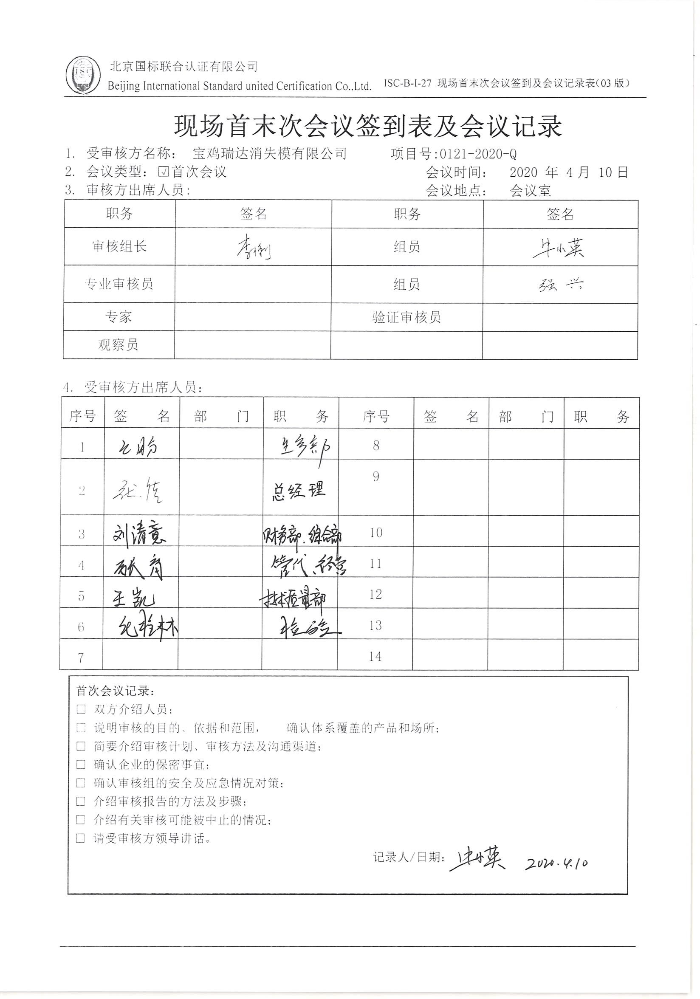 ISC
北京国标联合认证有限公司
Beijing International Standard united Certification Co.,Ltd. ISC-B-I-27 现场首末次会议签到及会议记录表(03 版)
现场首末次会议签到表及会议记录
1. 受审核方名称: 宝鸡瑞达消失模有限公司 项目号:0121-2020-Q
2. 会议类型: ☑首次会议 会议时间: 2020 年 4 月 10 日
3. 审核方出席人员: 会议地点: 会议室
职务 签名 职务 签名
审核组长 李俐 组员 牛小英
专业审核员 组员 强兴
专家 验证审核员
观察员
4. 受审核方出席人员:
序号 签 名 部 门 职 务 序号 签 名 部 门 职 务
1 8
2 总经理 9
3 刘清意 财务部.综合部 10
4 管代、经营 11
5 王凯 技术质量部 12
6 检验 13
7 14
首次会议记录:
□ 双方介绍人员;
□ 说明审核的目的、依据和范围, 确认体系覆盖的产品和场所;
□ 简要介绍审核计划、审核方法及沟通渠道;
□ 确认企业的保密事宜;
□ 确认审核组的安全及应急情况对策;
□ 介绍审核报告的方法及步骤;
□ 介绍有关审核可能被中止的情况;
□ 请受审核方领导讲话。
记录人/日期: 牛小英 2020.4.10